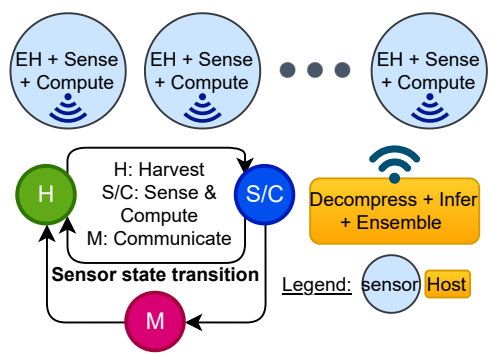 EH + Sense
+ Compute
EH + Sense
+ Compute
EH + Sense
+ Compute
H
H: Harvest
S/C: Sense &
Compute
M: Communicate
S/C
Decompress + Infer
+ Ensemble
Sensor state transition
M
Legend:
sensor
Host